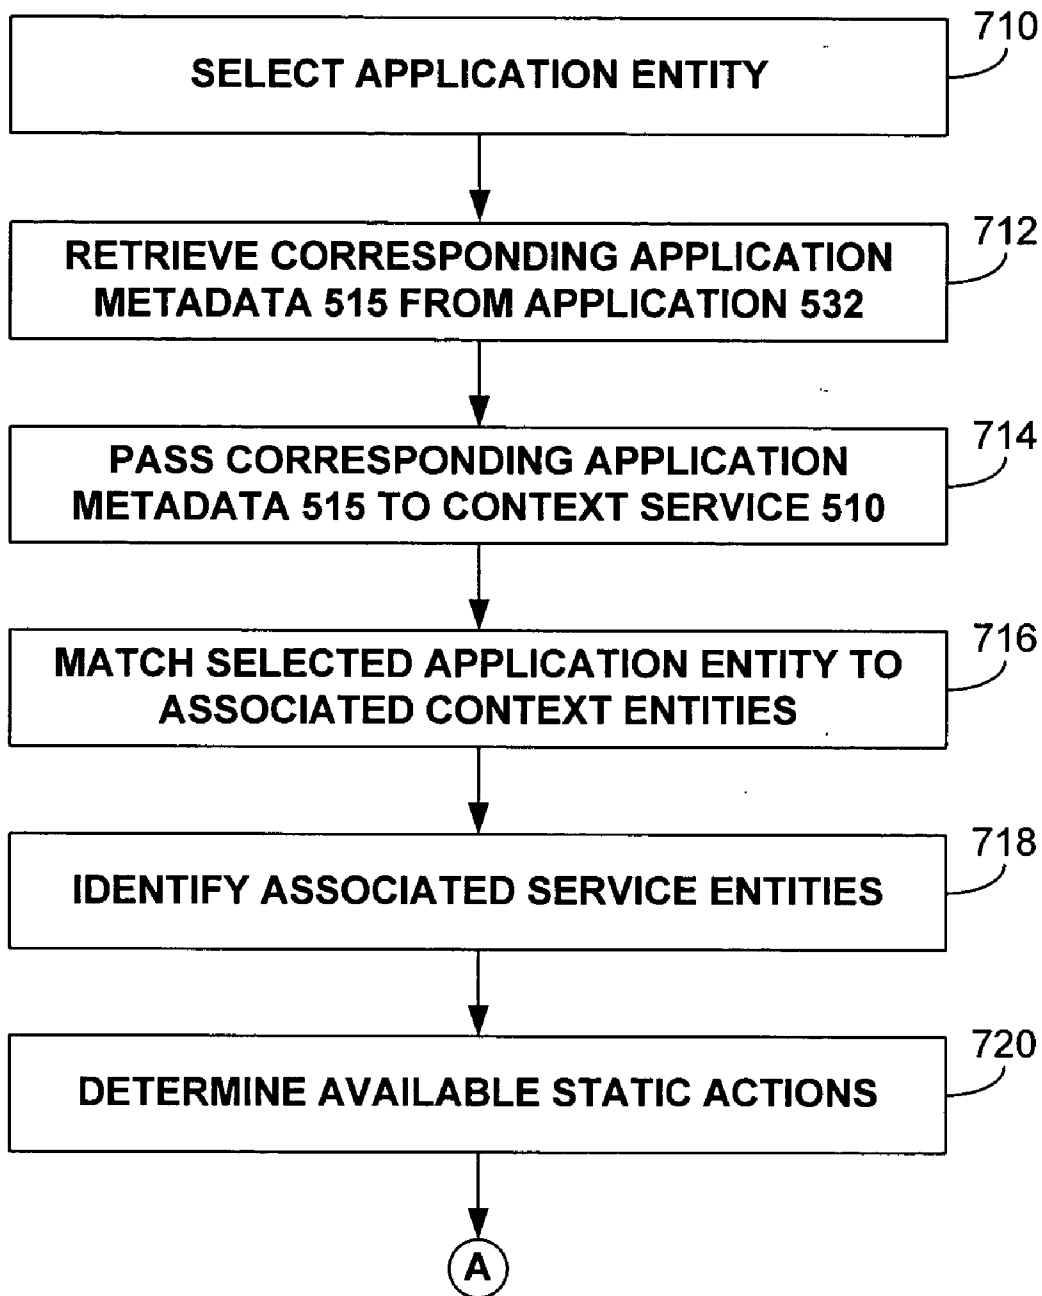 710
SELECT APPLICATION ENTITY
712
RETRIEVE CORRESPONDING APPLICATION
METADATA 515 FROM APPLICATION 532
714
PASS CORRESPONDING APPLICATION
METADATA 515 TO CONTEXT SERVICE 510
716
MATCH SELECTED APPLICATION ENTITY TO
ASSOCIATED CONTEXT ENTITIES
718
IDENTIFY ASSOCIATED SERVICE ENTITIES
720
DETERMINE AVAILABLE STATIC ACTIONS
A